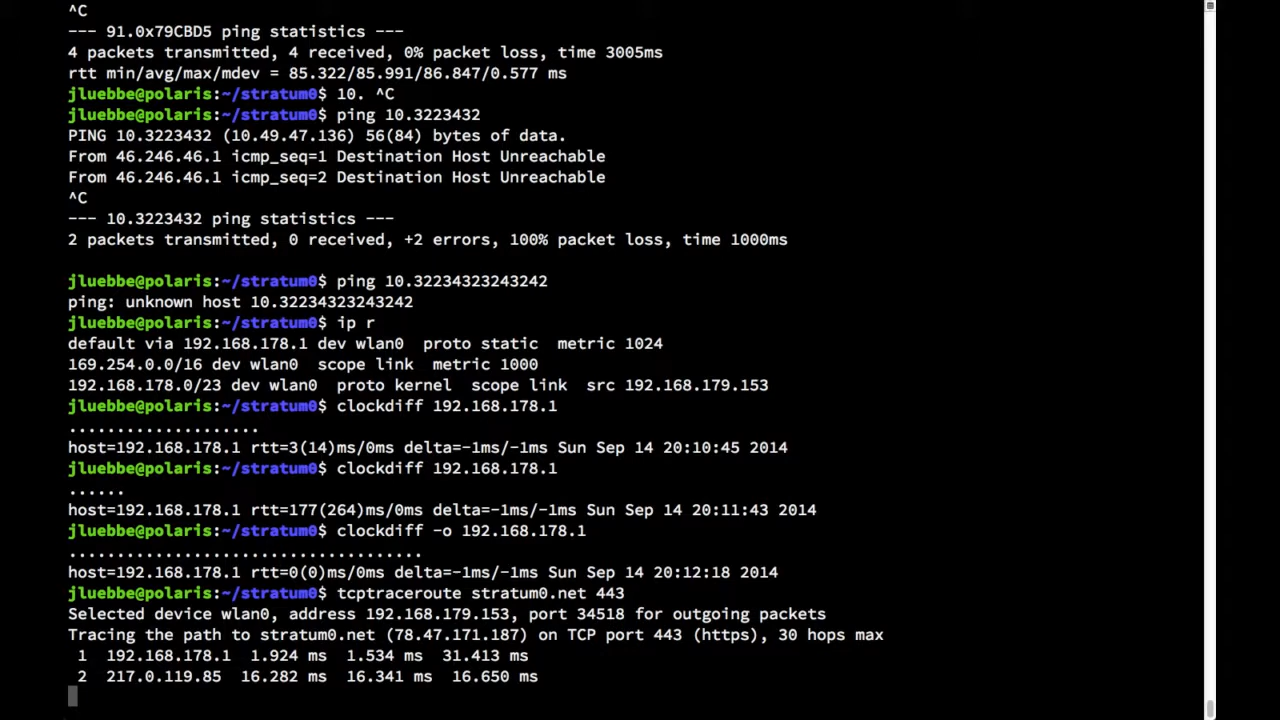 ^C
--- 91.0x79CBD5 ping statistics ---
4 packets transmitted, 4 received, 0% packet loss, time 3005ms
rtt min/avg/max/mdev = 85.322/85.991/86.847/0.577 ms
jluebbe@polaris:~/stratum0$ 10. ^C
jluebbe@polaris:~/stratum0$ ping 10.3223432
PING 10.3223432 (10.49.47.136) 56(84) bytes of data.
From 46.246.46.1 icmp_seq=1 Destination Host Unreachable
From 46.246.46.1 icmp_seq=2 Destination Host Unreachable
^C
--- 10.3223432 ping statistics ---
2 packets transmitted, 0 received, +2 errors, 100% packet loss, time 1000ms
jluebbe@polaris:~/stratum0$ ping 10.32234323243242
ping: unknown host 10.32234323243242
jluebbe@polaris:~/stratum0$ ip r
default via 192.168.178.1 dev wlan0  proto static  metric 1024
169.254.0.0/16 dev wlan0  scope link  metric 1000
192.168.178.0/23 dev wlan0  proto kernel  scope link  src 192.168.179.153
jluebbe@polaris:~/stratum0$ clockdiff 192.168.178.1
....................
host=192.168.178.1 rtt=3(14)ms/0ms delta=-1ms/-1ms Sun Sep 14 20:10:45 2014
jluebbe@polaris:~/stratum0$ clockdiff 192.168.178.1
......
host=192.168.178.1 rtt=177(264)ms/0ms delta=-1ms/-1ms Sun Sep 14 20:11:43 2014
jluebbe@polaris:~/stratum0$ clockdiff -o 192.168.178.1
.....................................
host=192.168.178.1 rtt=0(0)ms/0ms delta=-1ms/-1ms Sun Sep 14 20:12:18 2014
jluebbe@polaris:~/stratum0$ tcptraceroute stratum0.net 443
Selected device wlan0, address 192.168.179.153, port 34518 for outgoing packets
Tracing the path to stratum0.net (78.47.171.187) on TCP port 443 (https), 30 hops max
 1  192.168.178.1  1.924 ms  1.534 ms  31.413 ms
 2  217.0.119.85  16.282 ms  16.341 ms  16.650 ms